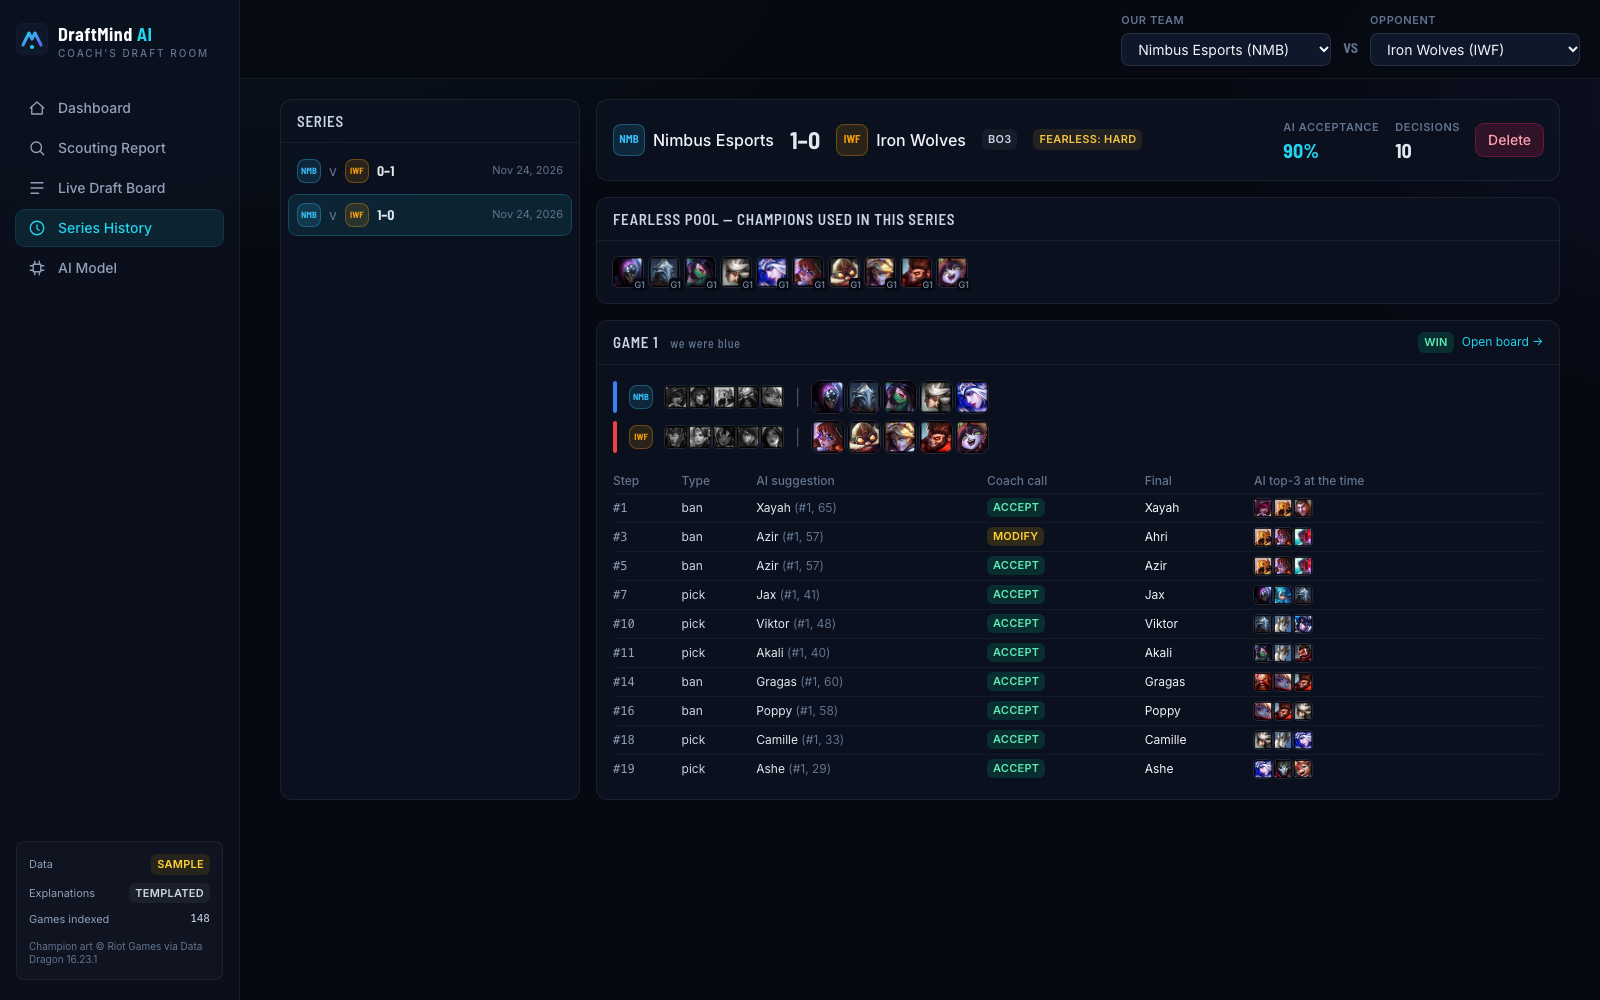 DraftMind AI
COACH'S DRAFT ROOM
Dashboard
Scouting Report
Live Draft Board
Series History
AI Model
Data SAMPLE
Explanations TEMPLATED
Games indexed 148
Champion art © Riot Games via Data
Dragon 16.23.1
OUR TEAM
Nimbus Esports (NMB)
VS
OPPONENT
Iron Wolves (IWF)
SERIES
NMB V IWF 0–1 Nov 24, 2026
NMB V IWF 1–0 Nov 24, 2026
NMB Nimbus Esports 1–0 IWF Iron Wolves BO3 FEARLESS: HARD
AI ACCEPTANCE
90%
DECISIONS
10
Delete
FEARLESS POOL — CHAMPIONS USED IN THIS SERIES
G1 G1 G1 G1 G1 G1 G1 G1 G1 G1
GAME 1 we were blue WIN Open board →
NMB
IWF
Step Type AI suggestion Coach call Final AI top-3 at the time
#1 ban Xayah (#1, 65) ACCEPT Xayah
#3 ban Azir (#1, 57) MODIFY Ahri
#5 ban Azir (#1, 57) ACCEPT Azir
#7 pick Jax (#1, 41) ACCEPT Jax
#10 pick Viktor (#1, 48) ACCEPT Viktor
#11 pick Akali (#1, 40) ACCEPT Akali
#14 ban Gragas (#1, 60) ACCEPT Gragas
#16 ban Poppy (#1, 58) ACCEPT Poppy
#18 pick Camille (#1, 33) ACCEPT Camille
#19 pick Ashe (#1, 29) ACCEPT Ashe